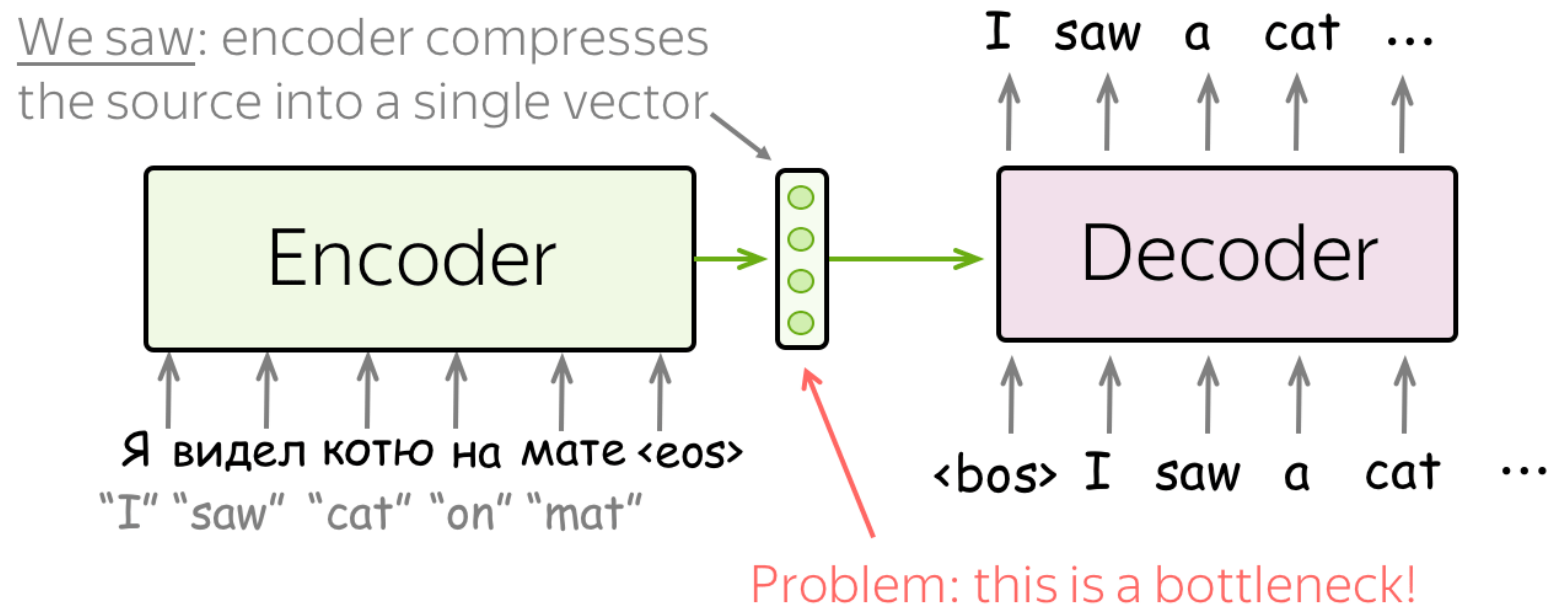 We saw: encoder compresses
the source into a single vector
I saw a cat ...
Encoder
Decoder
Я видел котю на мате <eos>
"I" "saw" "cat" "on" "mat"
<bos> I saw a cat ...
Problem: this is a bottleneck!